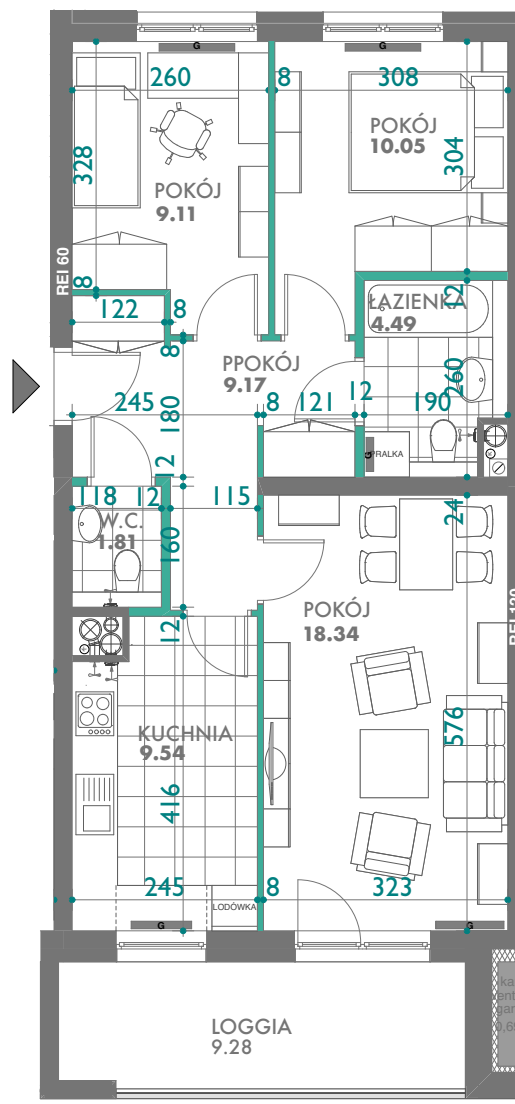 G
G
260
8
308
POKÓJ
10.05
328
304
POKÓJ
9.11
REI 60
8
12
122
8
ŁAZIENKA
4.49
8
PPOKÓJ
9.17
260
245
180
8
121
12
190
G
PRALKA
12
118
12
115
24
W.C.
1.81
160
POKÓJ
18.34
REI 120
12
KUCHNIA
9.54
576
416
245
8
323
LODÓWKA
G
G
LOGGIA
9.28